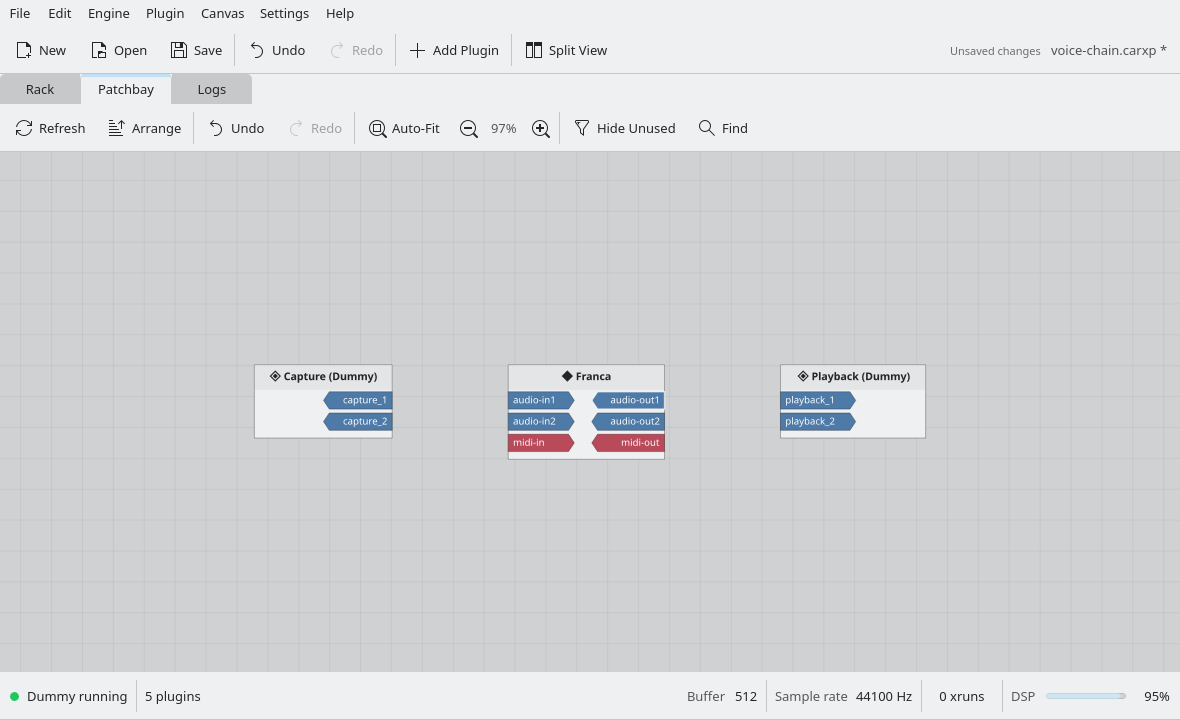 File Edit Engine Plugin Canvas Settings Help
New Open Save Undo Redo Add Plugin Split View Unsaved changes voice-chain.carxp *
Rack Patchbay Logs
Refresh Arrange Undo Redo Auto-Fit 97% Hide Unused Find
Capture (Dummy)
capture_1
capture_2
Franca
audio-in1 audio-out1
audio-in2 audio-out2
midi-in midi-out
Playback (Dummy)
playback_1
playback_2
Dummy running 5 plugins Buffer 512 Sample rate 44100 Hz 0 xruns DSP 95%